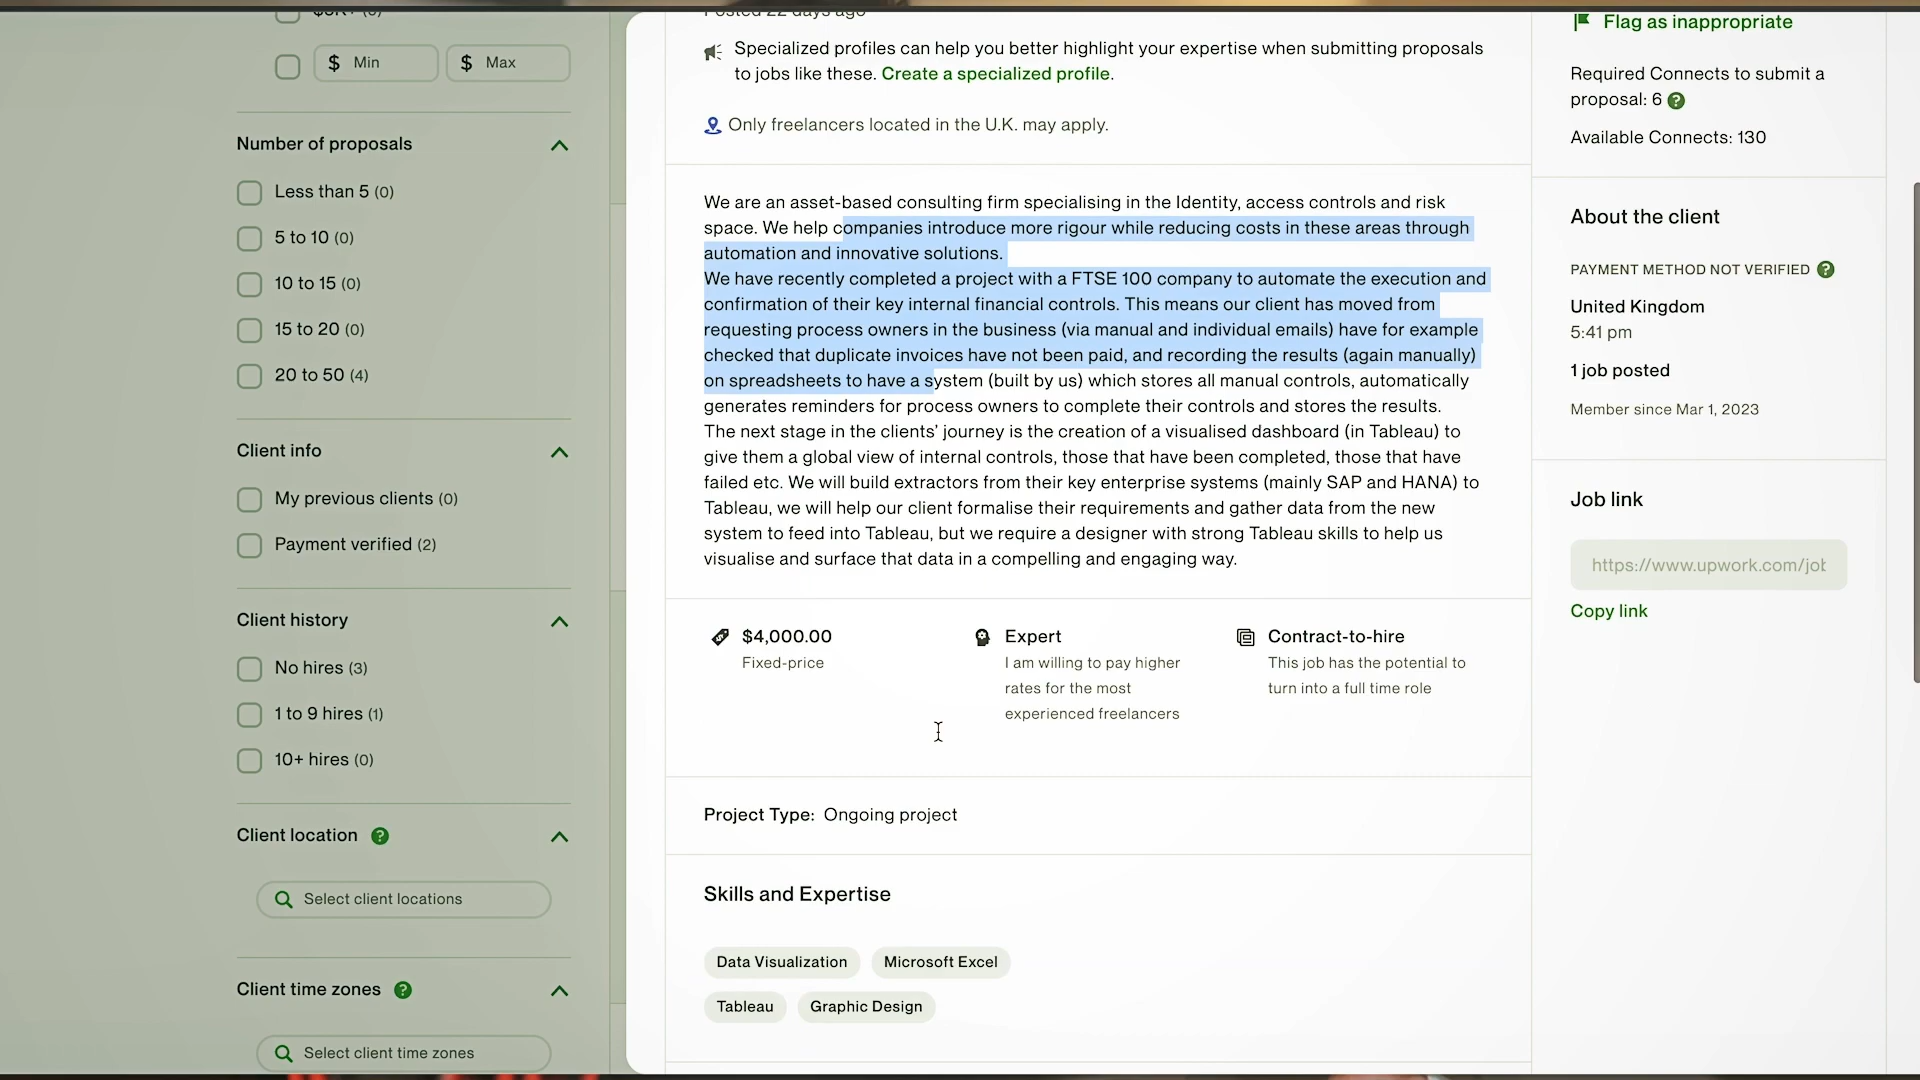 $5K+ (0)
$ Min
$ Max
Number of proposals
Less than 5 (0)
5 to 10 (0)
10 to 15 (0)
15 to 20 (0)
20 to 50 (4)
Client info
My previous clients (0)
Payment verified (2)
Client history
No hires (3)
1 to 9 hires (1)
10+ hires (0)
Client location ?
Select client locations
Client time zones ?
Select client time zones
Posted 22 days ago
Specialized profiles can help you better highlight your expertise when submitting proposals
to jobs like these. Create a specialized profile.
Only freelancers located in the U.K. may apply.
We are an asset-based consulting firm specialising in the Identity, access controls and risk
space. We help companies introduce more rigour while reducing costs in these areas through
automation and innovative solutions.
We have recently completed a project with a FTSE 100 company to automate the execution and
confirmation of their key internal financial controls. This means our client has moved from
requesting process owners in the business (via manual and individual emails) have for example
checked that duplicate invoices have not been paid, and recording the results (again manually)
on spreadsheets to have a system (built by us) which stores all manual controls, automatically
generates reminders for process owners to complete their controls and stores the results.
The next stage in the clients’ journey is the creation of a visualised dashboard (in Tableau) to
give them a global view of internal controls, those that have been completed, those that have
failed etc. We will build extractors from their key enterprise systems (mainly SAP and HANA) to
Tableau, we will help our client formalise their requirements and gather data from the new
system to feed into Tableau, but we require a designer with strong Tableau skills to help us
visualise and surface that data in a compelling and engaging way.
$4,000.00
Fixed-price
Expert
I am willing to pay higher
rates for the most
experienced freelancers
Contract-to-hire
This job has the potential to
turn into a full time role
Project Type: Ongoing project
Skills and Expertise
Data Visualization
Microsoft Excel
Tableau
Graphic Design
Flag as inappropriate
Required Connects to submit a
proposal: 6 ?
Available Connects: 130
About the client
PAYMENT METHOD NOT VERIFIED ?
United Kingdom
5:41 pm
1 job posted
Member since Mar 1, 2023
Job link
https://www.upwork.com/job
Copy link